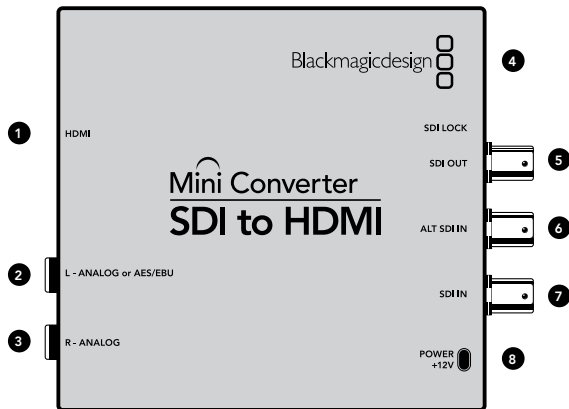 Blackmagicdesign
4
1
HDMI
SDI LOCK
SDI OUT
5
Mini Converter
SDI to HDMI
ALT SDI IN
6
2
L - ANALOG or AES/EBU
SDI IN
7
3
R - ANALOG
POWER
+12V
8